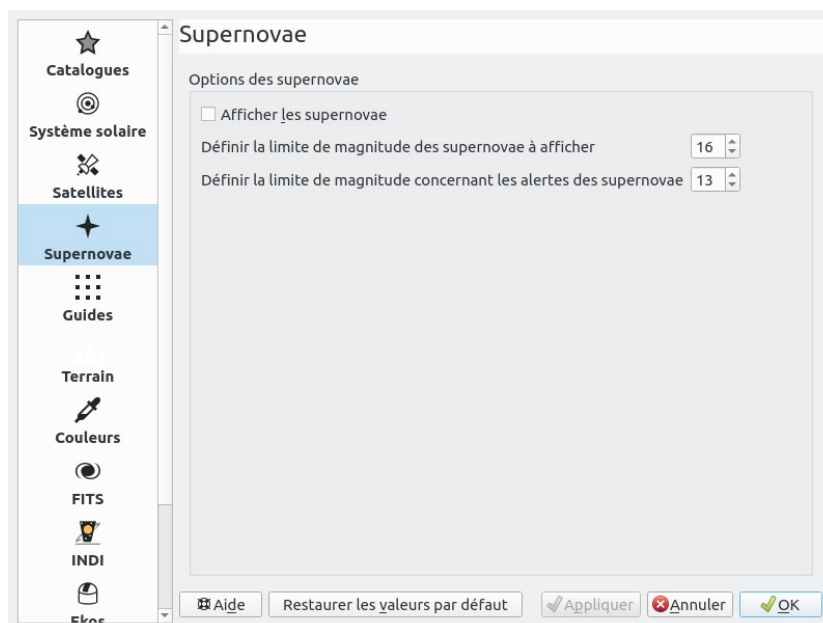 Catalogues
Système solaire
Satellites
Supernovae
Guides
Terrain
Couleurs
FITS
INDI
Ekos
Supernovae
Options des supernovae
Afficher les supernovae
Définir la limite de magnitude des supernovae à afficher 16
Définir la limite de magnitude concernant les alertes des supernovae 13
Aide Restaurer les valeurs par défaut Appliquer Annuler OK